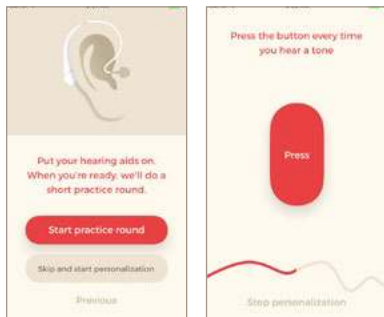 Put your hearing aids on.
When you're ready, we'll do a
short practice round.
Start practice round
Skip and start personalization
Previous
Press the button every time
you hear a tone
Press
Stop personalization